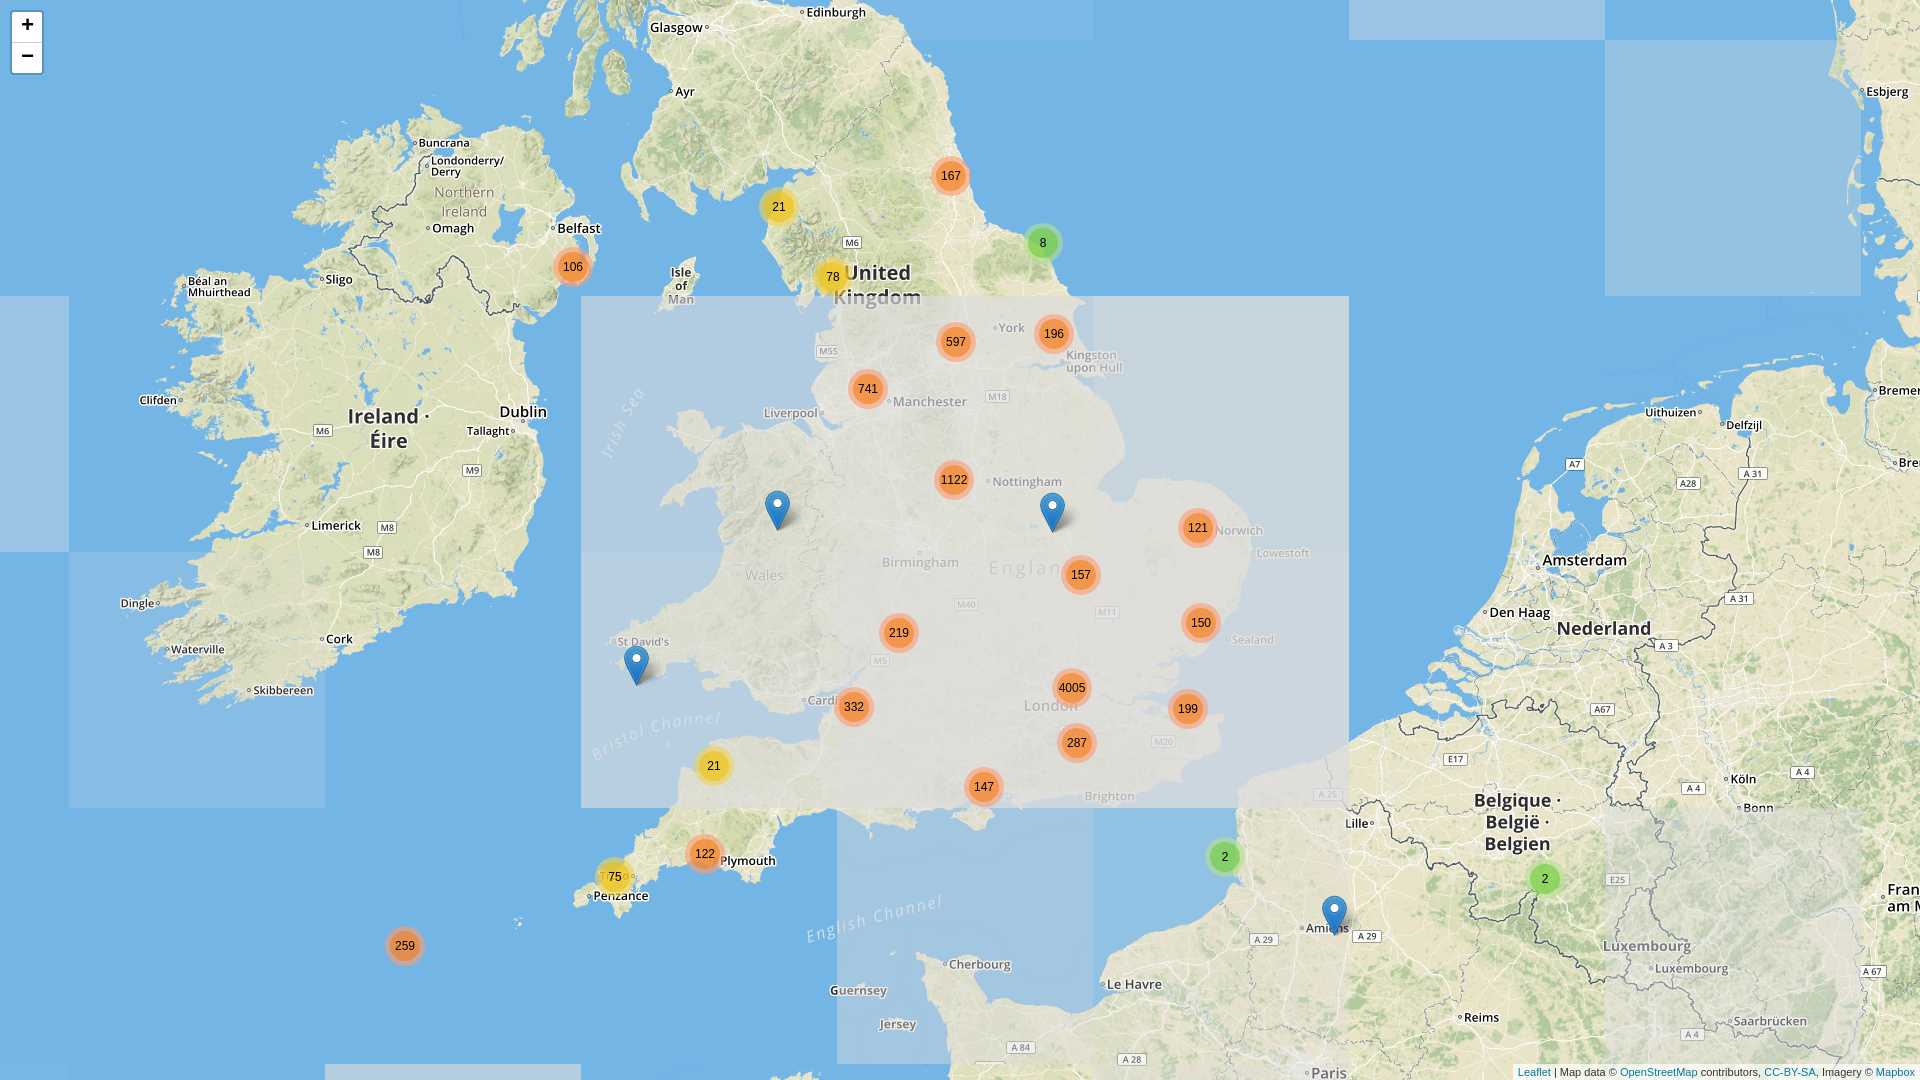 +
−
Edinburgh
Glasgow
Ayr
Esbjerg
Buncrana
Londonderry/
Derry
Northern
Ireland
Omagh
Belfast
Sligo
Béal an
Mhuirthead
Isle
of
Man
167
21
8
106
78
M6
United
Kingdom
York
196
597
Kingston
upon Hull
M55
741
Manchester
M18
Liverpool
Irish Sea
Clifden
Ireland ·
Éire
Dublin
Tallaght
M6
M9
Limerick
M8
M8
Dingle
Cork
Waterville
Skibbereen
1122
Nottingham
121
Norwich
Lowestoft
Birmingham
157
Wales
M40
M11
219
150
Sealand
St David's
M5
4005
London
332
199
287
M20
Bristol Channel
21
147
Brighton
122
Plymouth
75
Penzance
259
English Channel
Guernsey
Jersey
Cherbourg
Le Havre
A 84
A 28
A 29
Amiens
A 29
Paris
Reims
2
2
A 25
Lille
E17
Belgique ·
België ·
Belgien
E25
Luxembourg
Luxembourg
Saarbrücken
A 4
A 67
Köln
Bonn
A 4
A 4
A67
A 3
Nederland
Den Haag
Amsterdam
A 31
A 31
A28
A7
Uithuizen
Delfzijl
Leaflet | Map data © OpenStreetMap contributors, CC-BY-SA, Imagery © Mapbox